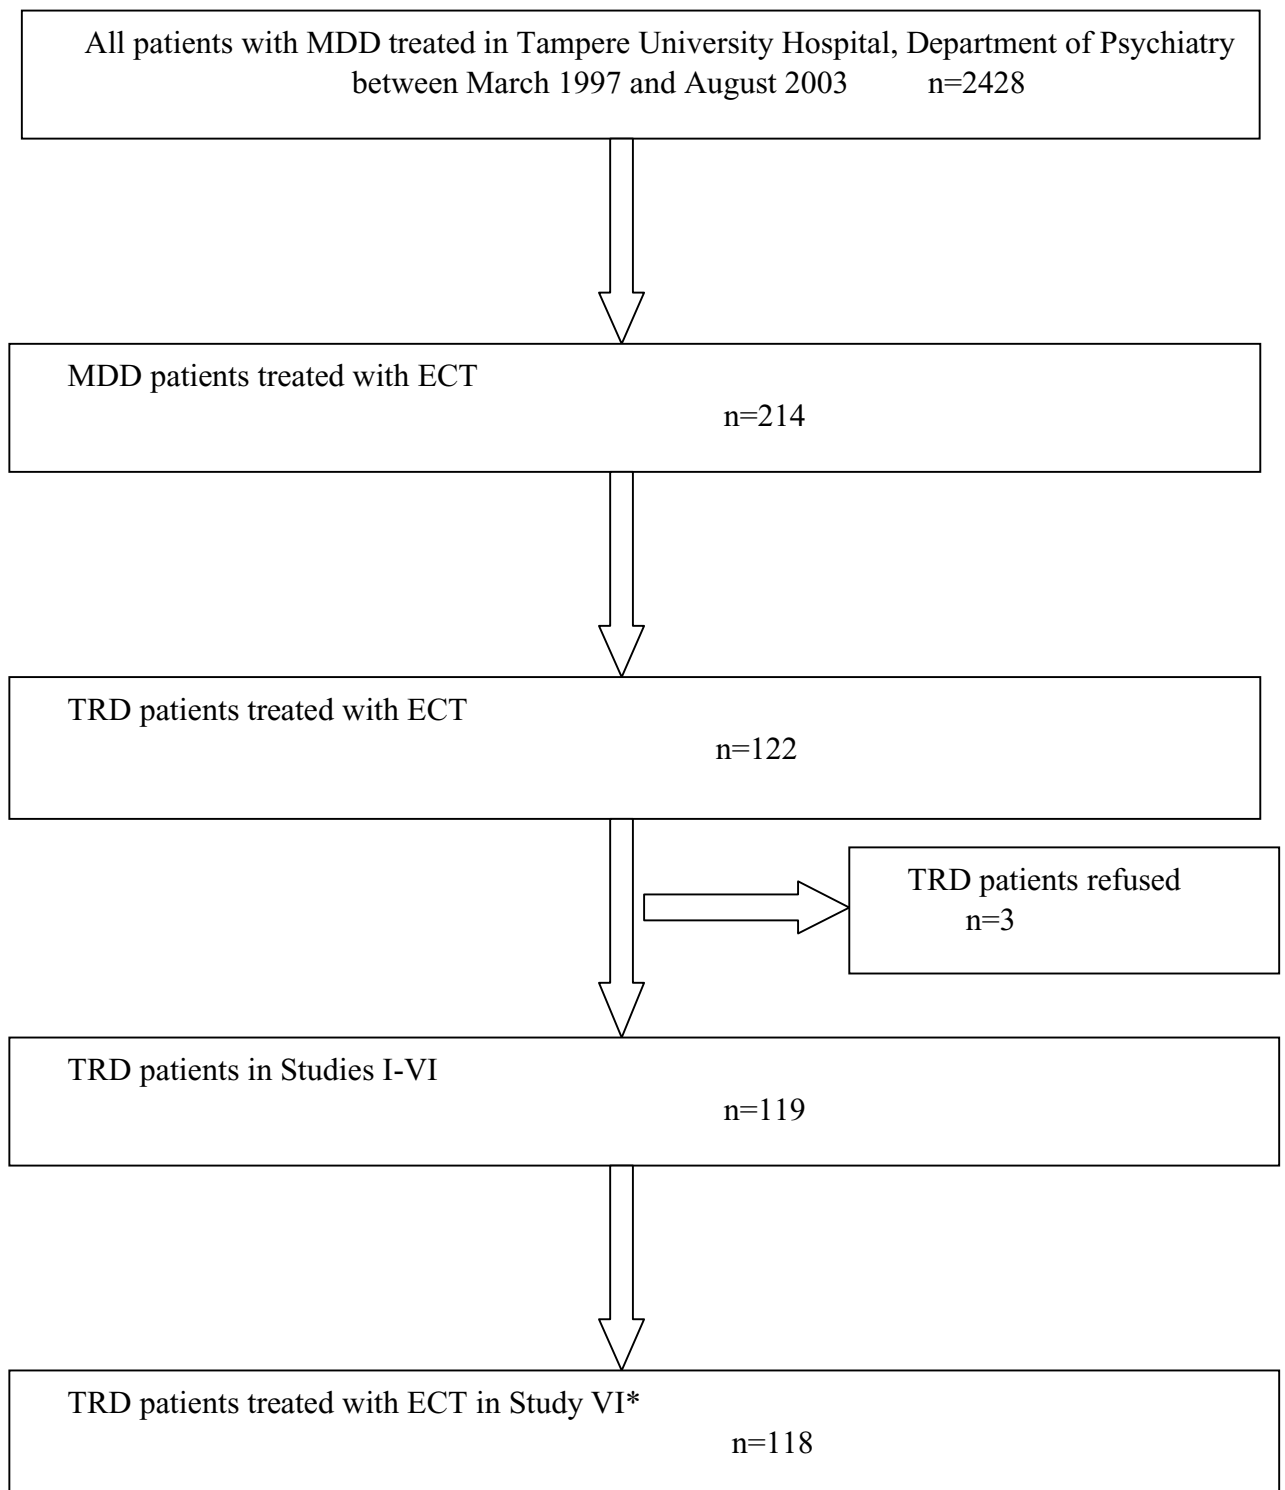 All patients with MDD treated in Tampere University Hospital, Department of Psychiatry
between March 1997 and August 2003 n=2428
MDD patients treated with ECT
n=214
TRD patients treated with ECT
n=122
TRD patients refused
n=3
TRD patients in Studies I-VI
n=119
TRD patients treated with ECT in Study VI*
n=118